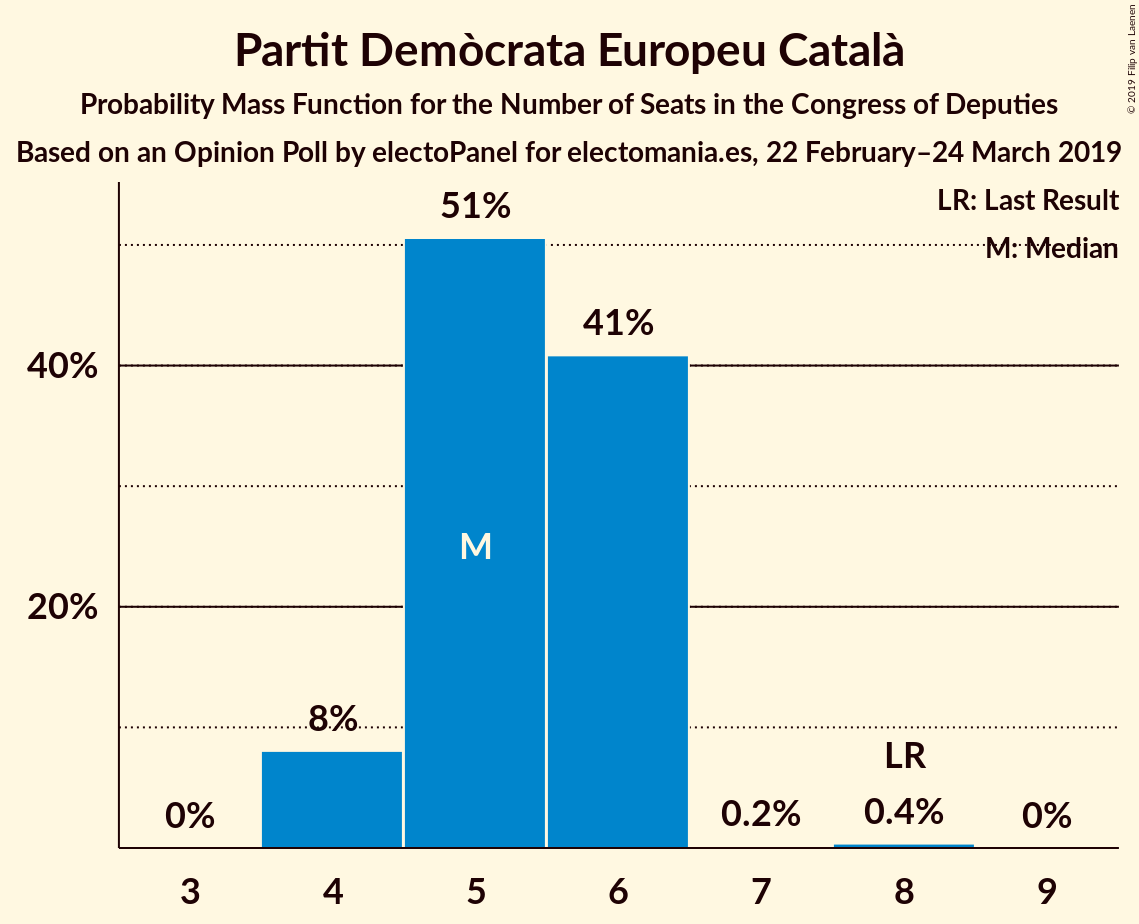 Partit Demòcrata Europeu Català
Probability Mass Function for the Number of Seats in the Congress of Deputies
Based on an Opinion Poll by electoPanel for electomania.es, 22 February–24 March 2019
© 2019 Filip van Laenen
LR: Last Result
M: Median
51%
41%
40%
M
20%
8%
LR
0%
0.2%
0.4%
0%
3 4 5 6 7 8 9